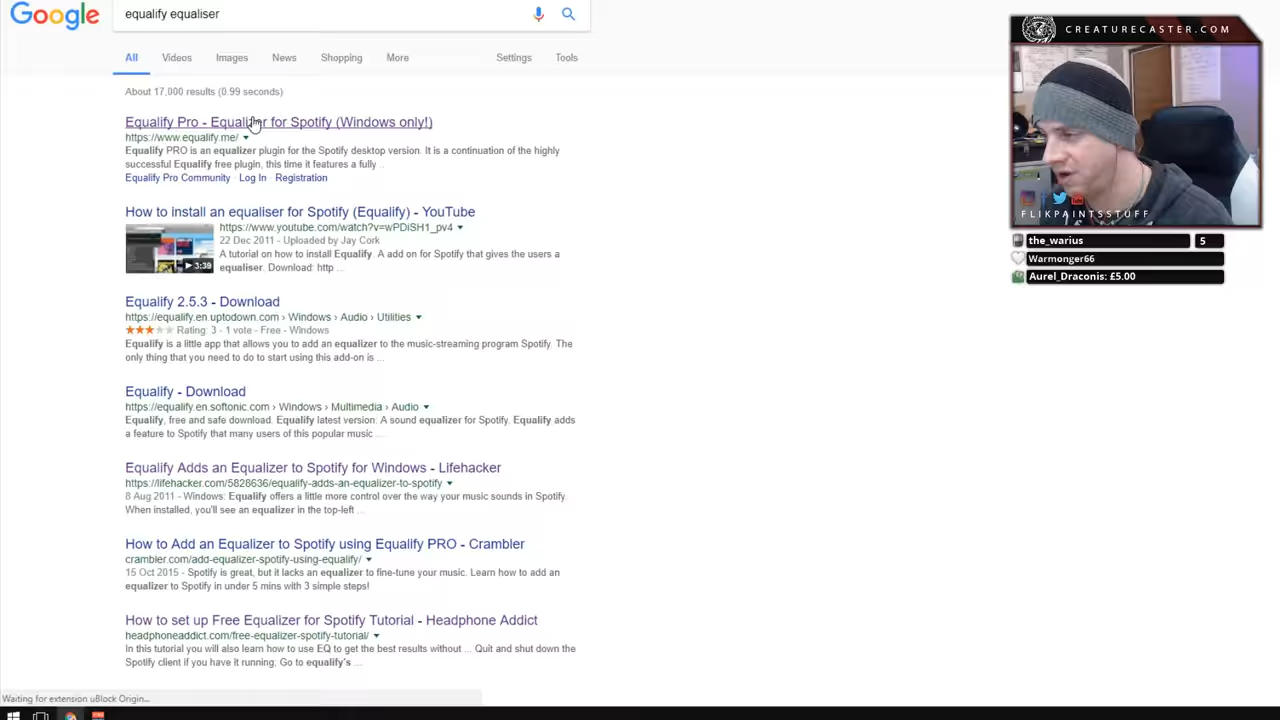 Google
equalify equaliser
All Videos Images News Shopping More Settings Tools
About 17,000 results (0.99 seconds)
Equalify Pro - Equalizer for Spotify (Windows only!)
https://www.equalify.me/
Equalify PRO is an equalizer plugin for the Spotify desktop version. It is a continuation of the highly
successful Equalify free plugin, this time it features a fully ...
Equalify Pro Community · Log In · Registration
How to install an equaliser for Spotify (Equalify) - YouTube
https://www.youtube.com/watch?v=wPDiSH1_pv4
22 Dec 2011 - Uploaded by Jay Cork
A tutorial on how to install Equalify. A add on for Spotify that gives the users a
equaliser. Download: http ...
3:39
Equalify 2.5.3 - Download
https://equalify.en.uptodown.com › Windows › Audio › Utilities
Rating: 3 - 1 vote - Free - Windows
Equalify is a little app that allows you to add an equalizer to the music-streaming program Spotify. The
only thing that you need to do to start using this add-on is ...
Equalify - Download
https://equalify.en.softonic.com › Windows › Multimedia › Audio
Equalify, free and safe download. Equalify latest version: A sound equalizer for Spotify. Equalify adds
a feature to Spotify that many users of this popular music ...
Equalify Adds an Equalizer to Spotify for Windows - Lifehacker
https://lifehacker.com/5828636/equalify-adds-an-equalizer-to-spotify
8 Aug 2011 - Windows: Equalify offers a little more control over the way your music sounds in Spotify.
When installed, you'll see an equalizer in the top-left ...
How to Add an Equalizer to Spotify using Equalify PRO - Crambler
crambler.com/add-equalizer-spotify-using-equalify/
15 Oct 2015 - Spotify is great, but it lacks an equalizer to fine-tune your music. Learn how to add an
equalizer to Spotify in under 5 mins with 3 simple steps!
How to set up Free Equalizer for Spotify Tutorial - Headphone Addict
headphoneaddict.com/free-equalizer-spotify-tutorial/
In this tutorial you will also learn how to use EQ to get the best results without ... Quit and shut down the
Spotify client if you have it running; Go to equalify's ...
Waiting for extension uBlock Origin...
CREATURECASTER.COM
FLIKPAINTSSTUFF
the_warius 5
Warmonger66
Aurel_Draconis: £5.00